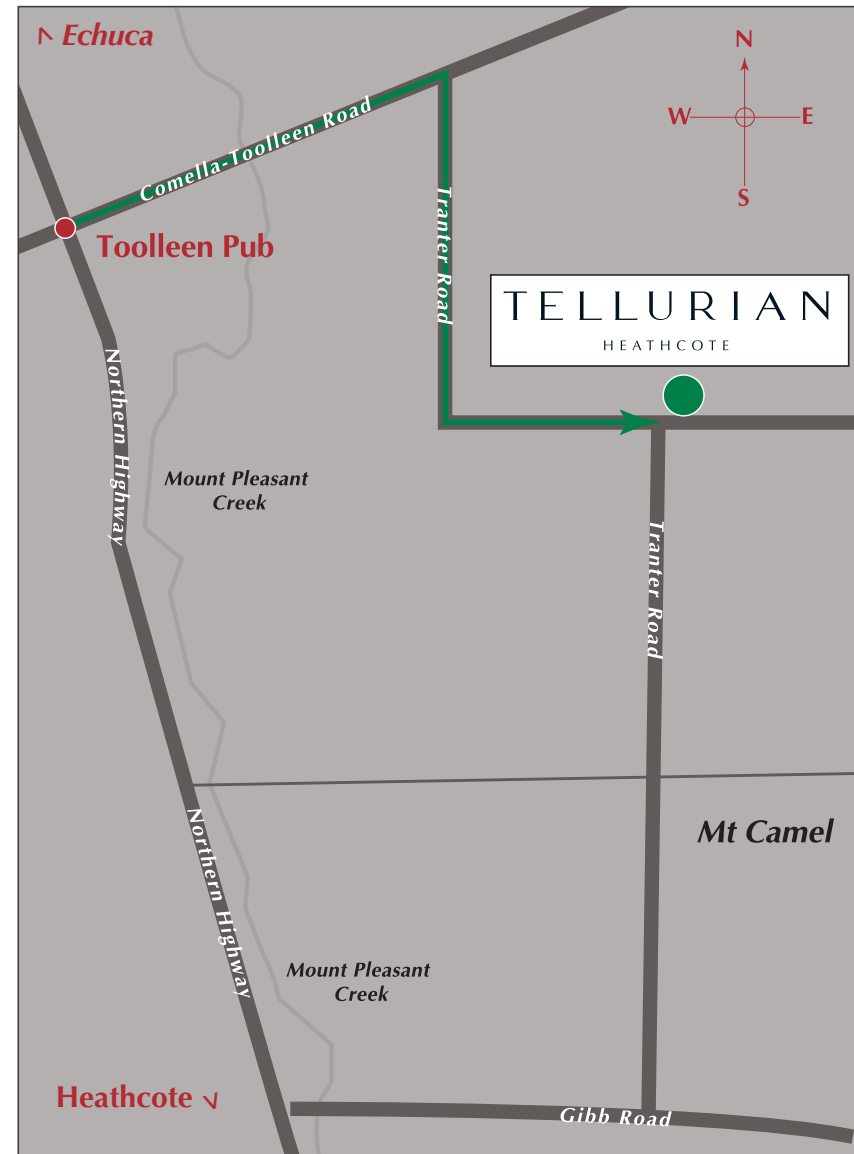 < Echuca
N
W E
S
Comella-Toolleen Road
Toolleen Pub
Tranter Road
TELLURIAN
HEATHCOTE
Northern Highway
Mount Pleasant
Creek
Tranter Road
Mt Camel
Northern Highway
Mount Pleasant
Creek
Heathcote >
Gibb Road